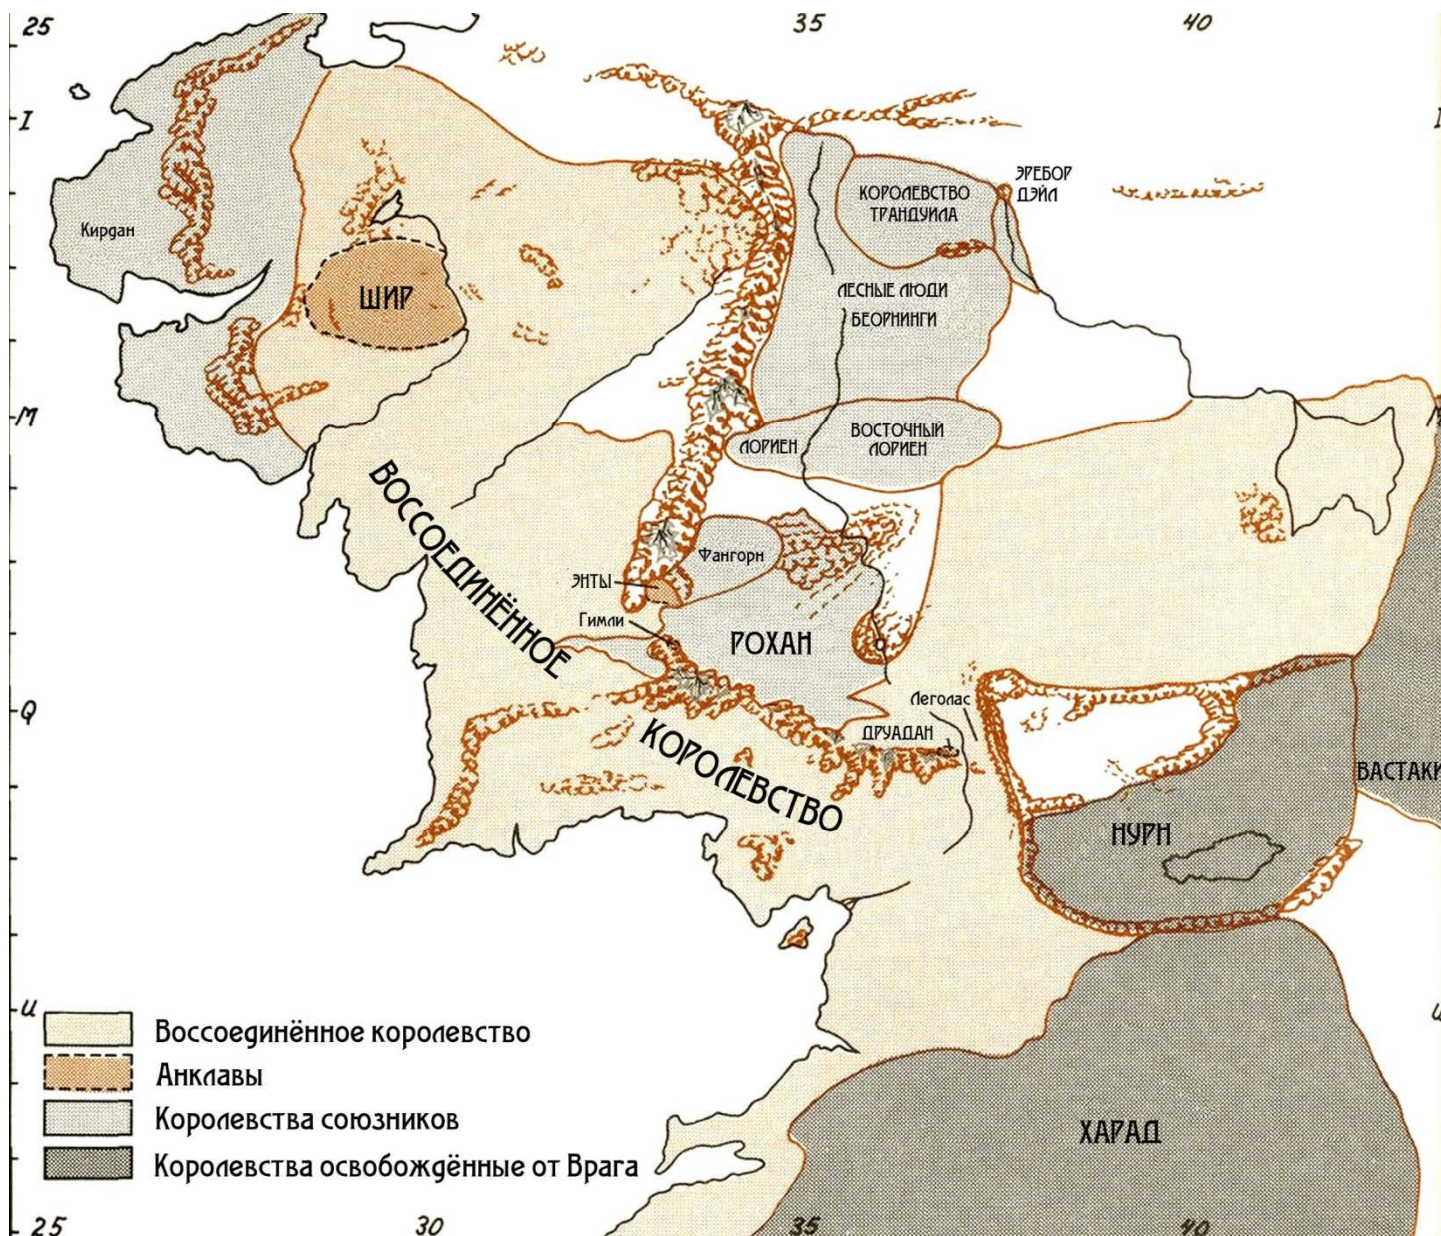 25
35
40
I
I
ЭРЕБОР
ДЭЙЛ
КОРОЛЕВСТВО
ТРАНДУИЛА
Кирдан
ШИР
ЛЕСНЫЕ ЛЮДИ
БЕОРНИНГИ
M
M
ЛОРИЕН
ВОСТОЧНЫЙ
ЛОРИЕН
ВОССОЕДИНЁННОЕ
КОРОЛЕВСТВО
Фангорн
ЭНТЫ
Гимли
РОХАН
Q
Леголас
ДРУАДАН
ВАСТАКИ
НУРН
U
U
Воссоединённое королевство
Анклавы
Королевства союзников
Королевства освобождённые от Врага
ХАРАД
25
30
35
40